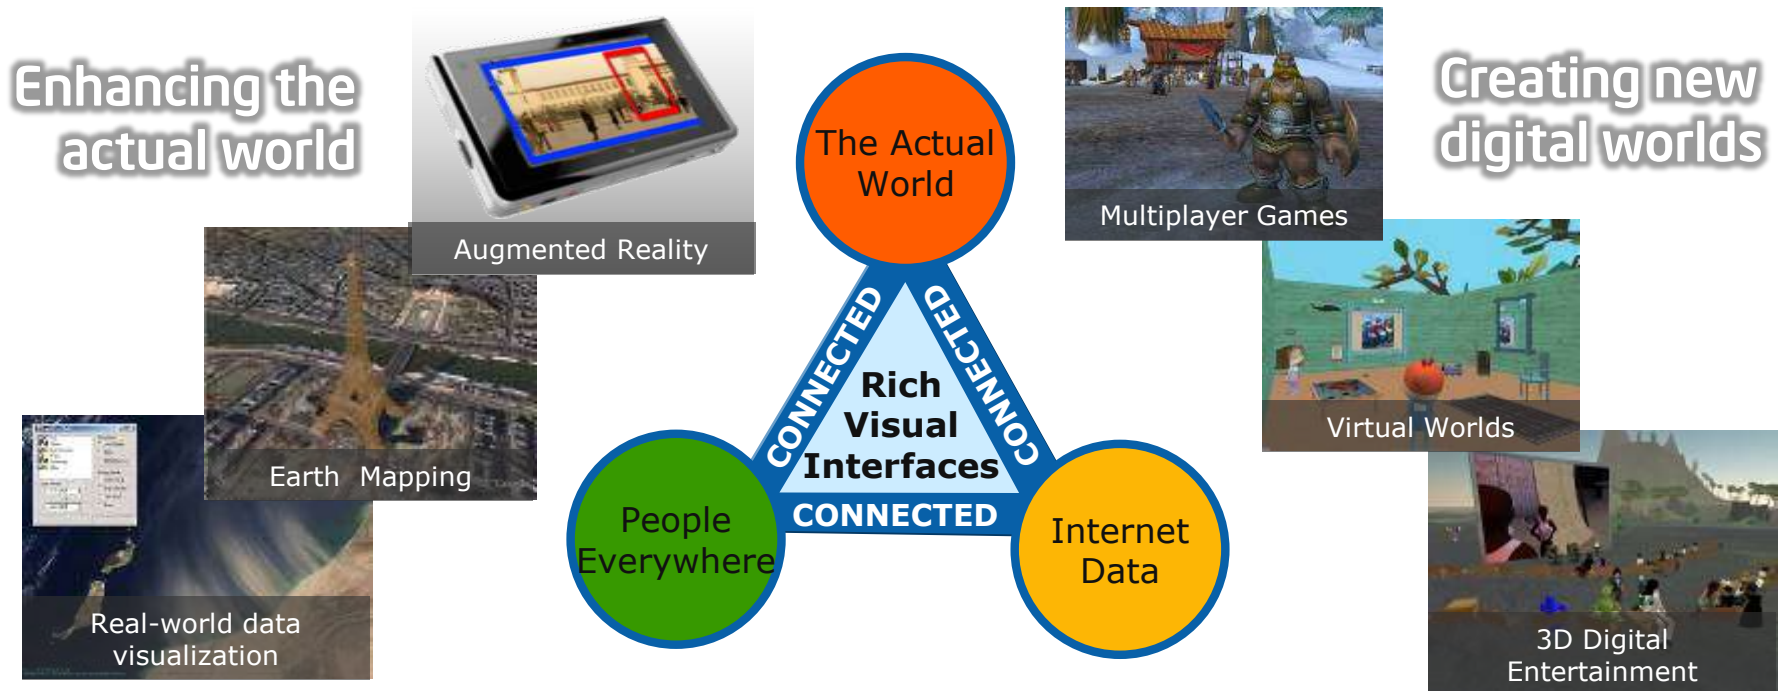 Enhancing the
actual world
Augmented Reality
Earth Mapping
Real-world data
visualization
The Actual
World
CONNECTED
CONNECTED
Rich
Visual
Interfaces
CONNECTED
People
Everywhere
Internet
Data
Creating new
digital worlds
Multiplayer Games
Virtual Worlds
3D Digital
Entertainment